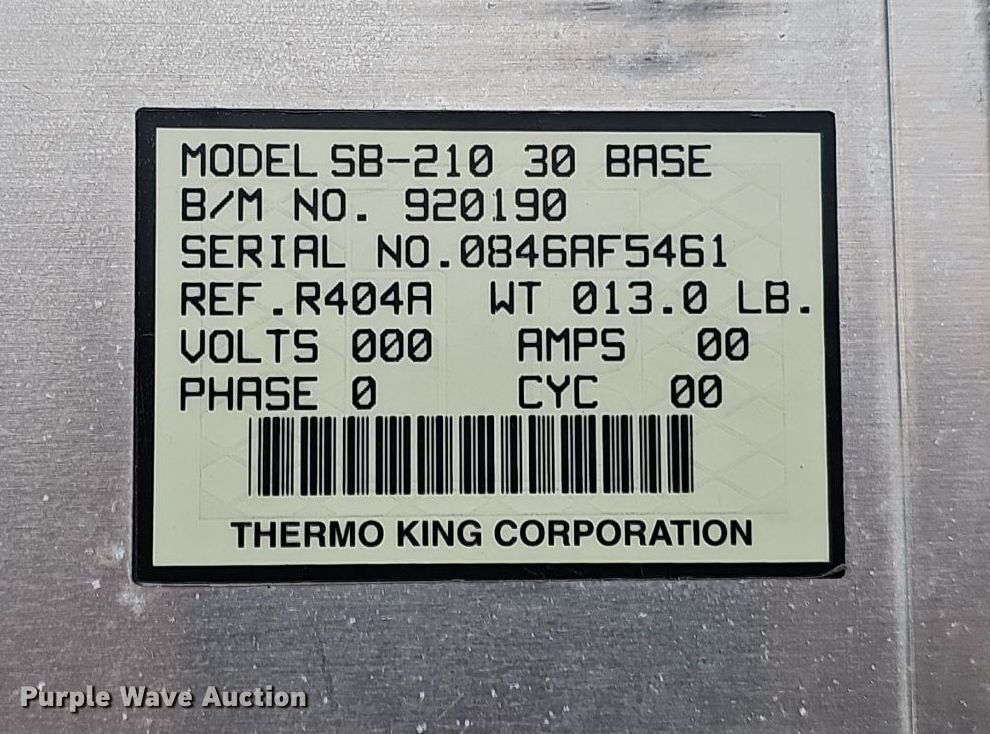 MODEL SB-210 30 BASE
B/M NO. 920190
SERIAL NO.0846AF5461
REF.R404A WT 013.0 LB.
VOLTS 000 AMPS 00
PHASE 0 CYC 00
THERMO KING CORPORATION
Purple Wave Auction